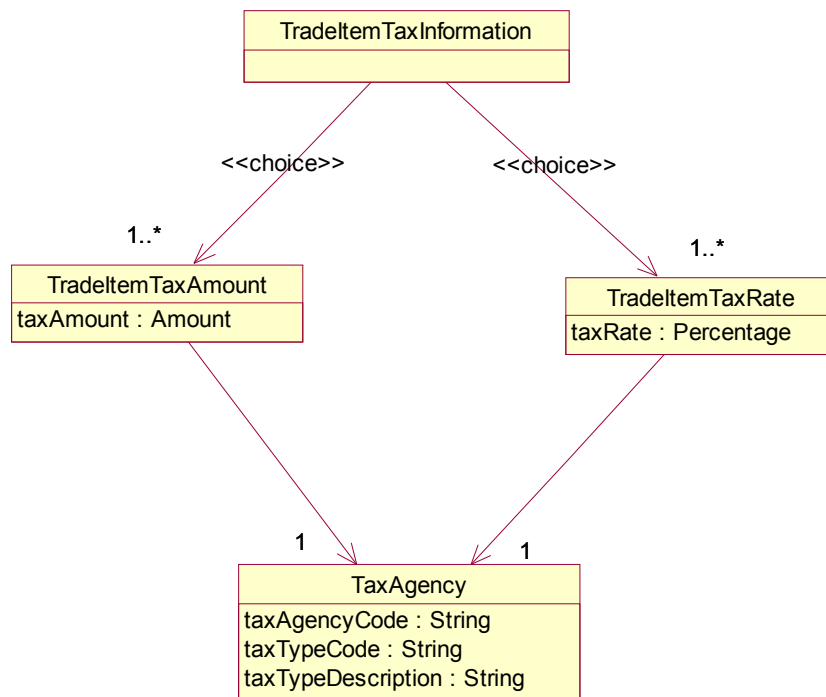 TradeItemTaxInformation
<<choice>>
<<choice>>
1..*
1..*
TradeItemTaxAmount
taxAmount : Amount
TradeItemTaxRate
taxRate : Percentage
1
1
TaxAgency
taxAgencyCode : String
taxTypeCode : String
taxTypeDescription : String